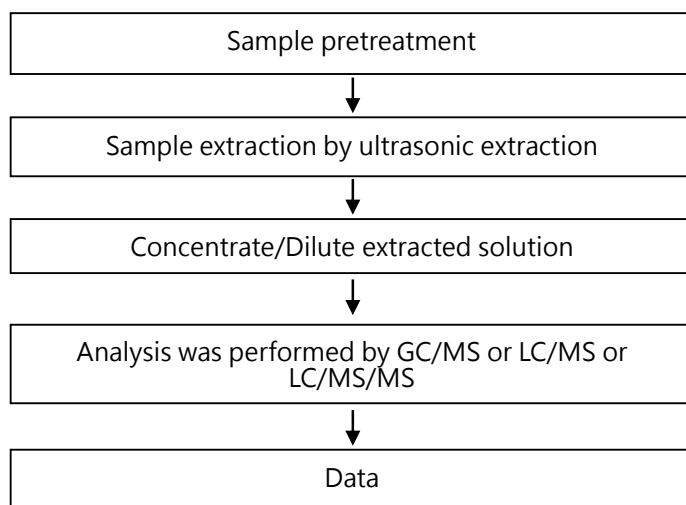 Sample pretreatment
Sample extraction by ultrasonic extraction
Concentrate/Dilute extracted solution
Analysis was performed by GC/MS or LC/MS or
LC/MS/MS
Data